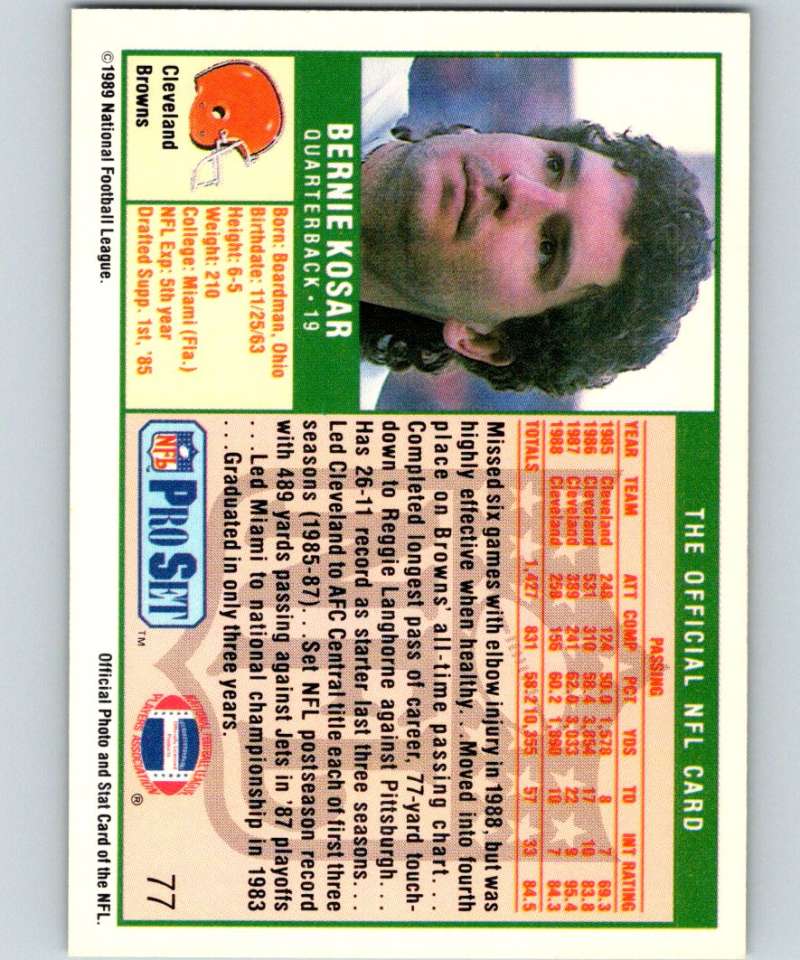 THE OFFICIAL NFL CARD
BERNIE KOSAR
QUARTERBACK • 19
Cleveland
Browns
Born: Boardman, Ohio
Birthdate: 11/25/63
Height: 6-5
Weight: 210
College: Miami (Fla.)
NFL Exp: 5th year
Drafted Supp. 1st, '85
PASSING
YEAR TEAM ATT COMP PCT YDS TD INT RATING
1985 Cleveland 248 124 50.0 1,578 8 7 69.3
1986 Cleveland 531 310 58.4 3,854 17 10 83.8
1987 Cleveland 389 241 62.0 3,033 22 9 95.4
1988 Cleveland 259 156 60.2 1,890 10 7 84.3
TOTALS 1,427 831 58.2 10,355 57 33 84.5
Missed six games with elbow injury in 1988, but was
highly effective when healthy... Moved into fourth
place on Browns' all-time passing chart...
Completed longest pass of career, 77-yard touch-
down to Reggie Langhorne against Pittsburgh...
Has 26-11 record as starter last three seasons...
Led Cleveland to AFC Central title each of first three
seasons (1985-87)... Set NFL postseason record
with 489 yards passing against Jets in '87 playoffs
...Led Miami to national championship in 1983
...Graduated in only three years.
NFL PRO SET ™
NATIONAL FOOTBALL LEAGUE
PLAYERS ASSOCIATION ®
77
© 1989 National Football League.
Official Photo and Stat Card of the NFL.